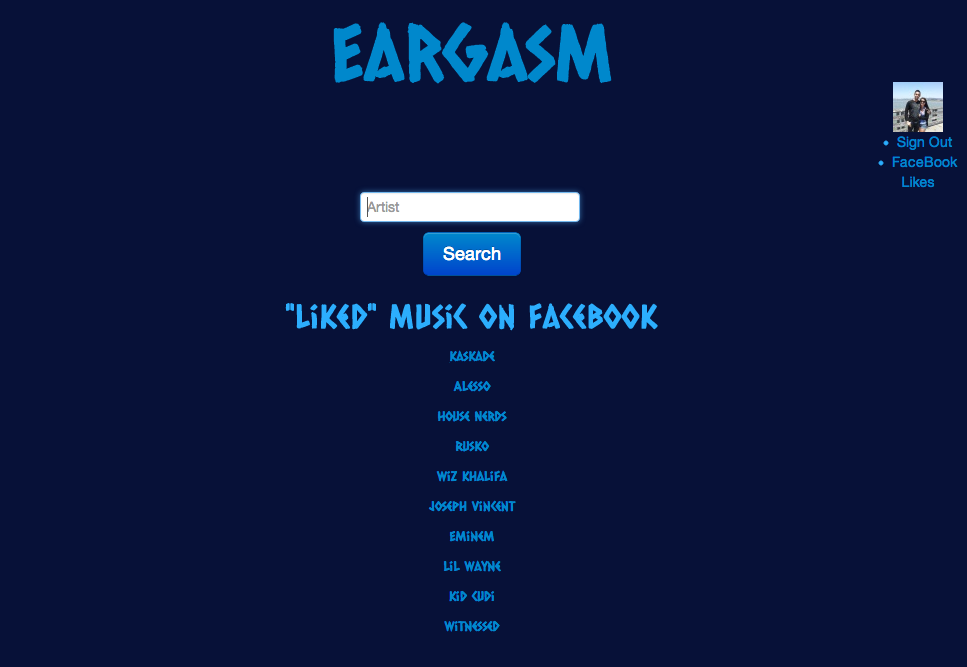 EARGASM
Sign Out
FaceBook
Likes
Artist
Search
"LiKED" MUSiC ON FACEBOOK
KASKADE
ALESSO
HOUSE NERDS
RUSKO
WiZ KHALiFA
JOSEPH ViNCENT
EMiNEM
LiL WAYNE
KiD CUDi
WiTNESSED